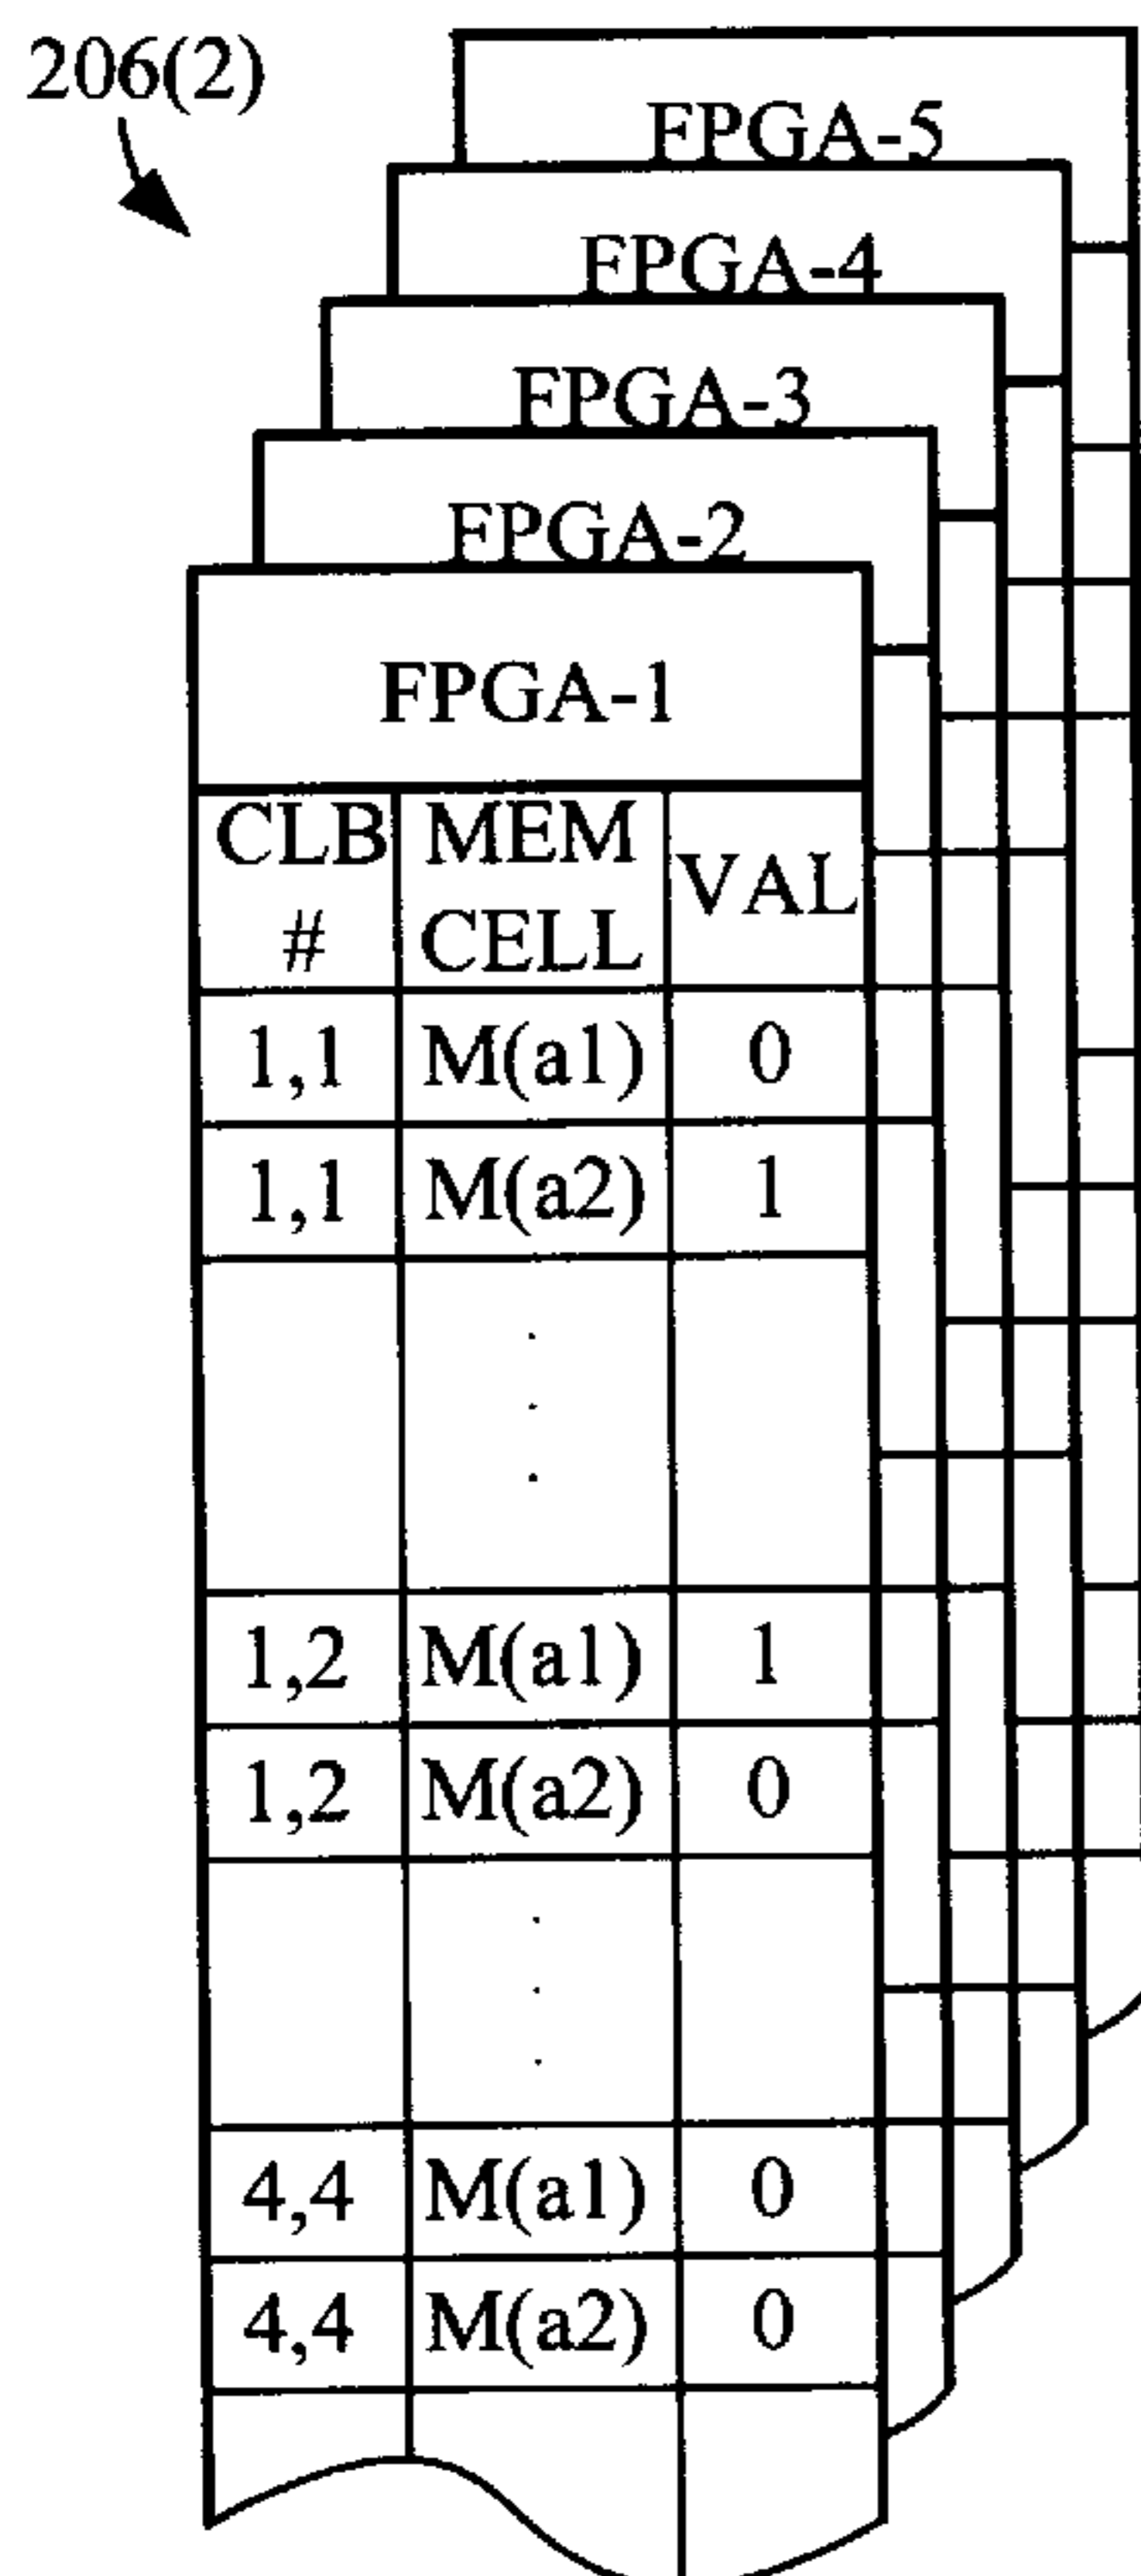 206(2)
FPGA-5
FPGA-4
FPGA-3
FPGA-2
FPGA-1
CLB # MEM CELL VAL
1,1 M(a1) 0
1,1 M(a2) 1
1,2 M(a1) 1
1,2 M(a2) 0
4,4 M(a1) 0
4,4 M(a2) 0